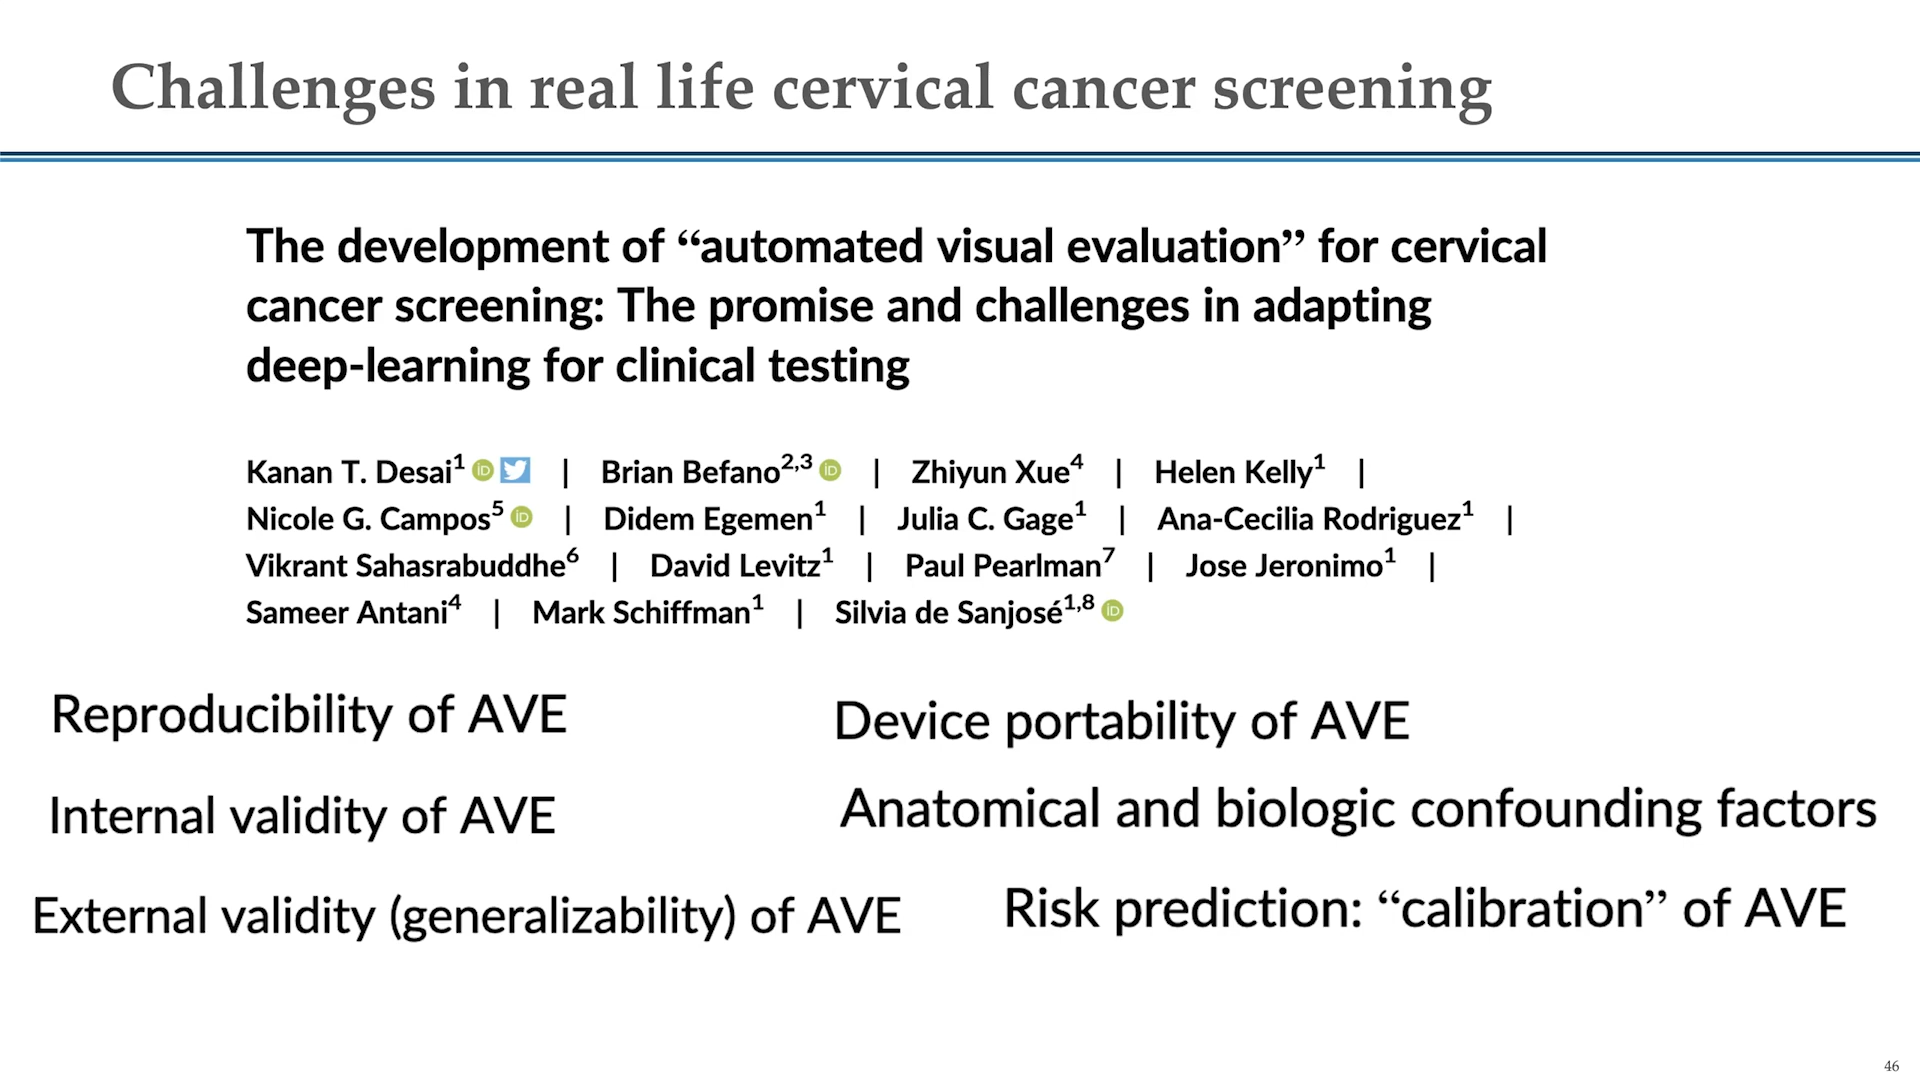 Challenges in real life cervical cancer screening
The development of “automated visual evaluation” for cervical
cancer screening: The promise and challenges in adapting
deep-learning for clinical testing
Kanan T. Desai1 iD | Brian Befano2,3 iD | Zhiyun Xue4 | Helen Kelly1 |
Nicole G. Campos5 iD | Didem Egemen1 | Julia C. Gage1 | Ana-Cecilia Rodriguez1 |
Vikrant Sahasrabuddhe6 | David Levitz1 | Paul Pearlman7 | Jose Jeronimo1 |
Sameer Antani4 | Mark Schiffman1 | Silvia de Sanjosé1,8 iD
Reproducibility of AVE
Device portability of AVE
Internal validity of AVE
Anatomical and biologic confounding factors
External validity (generalizability) of AVE
Risk prediction: “calibration” of AVE
46